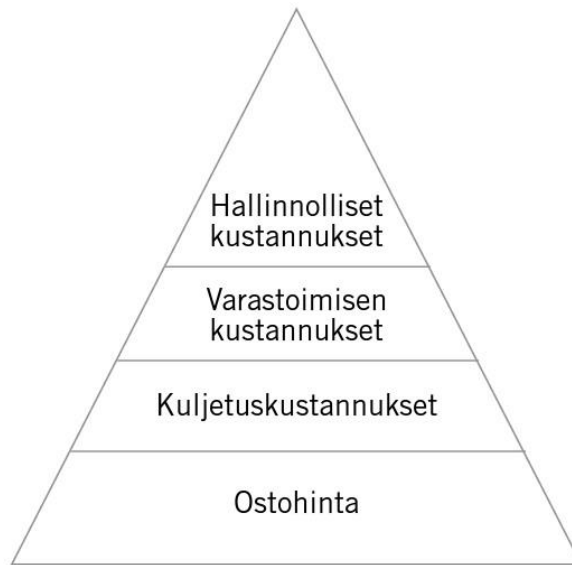 Hallinnolliset
kustannukset
Varastoimisen
kustannukset
Kuljetuskustannukset
Ostohinta